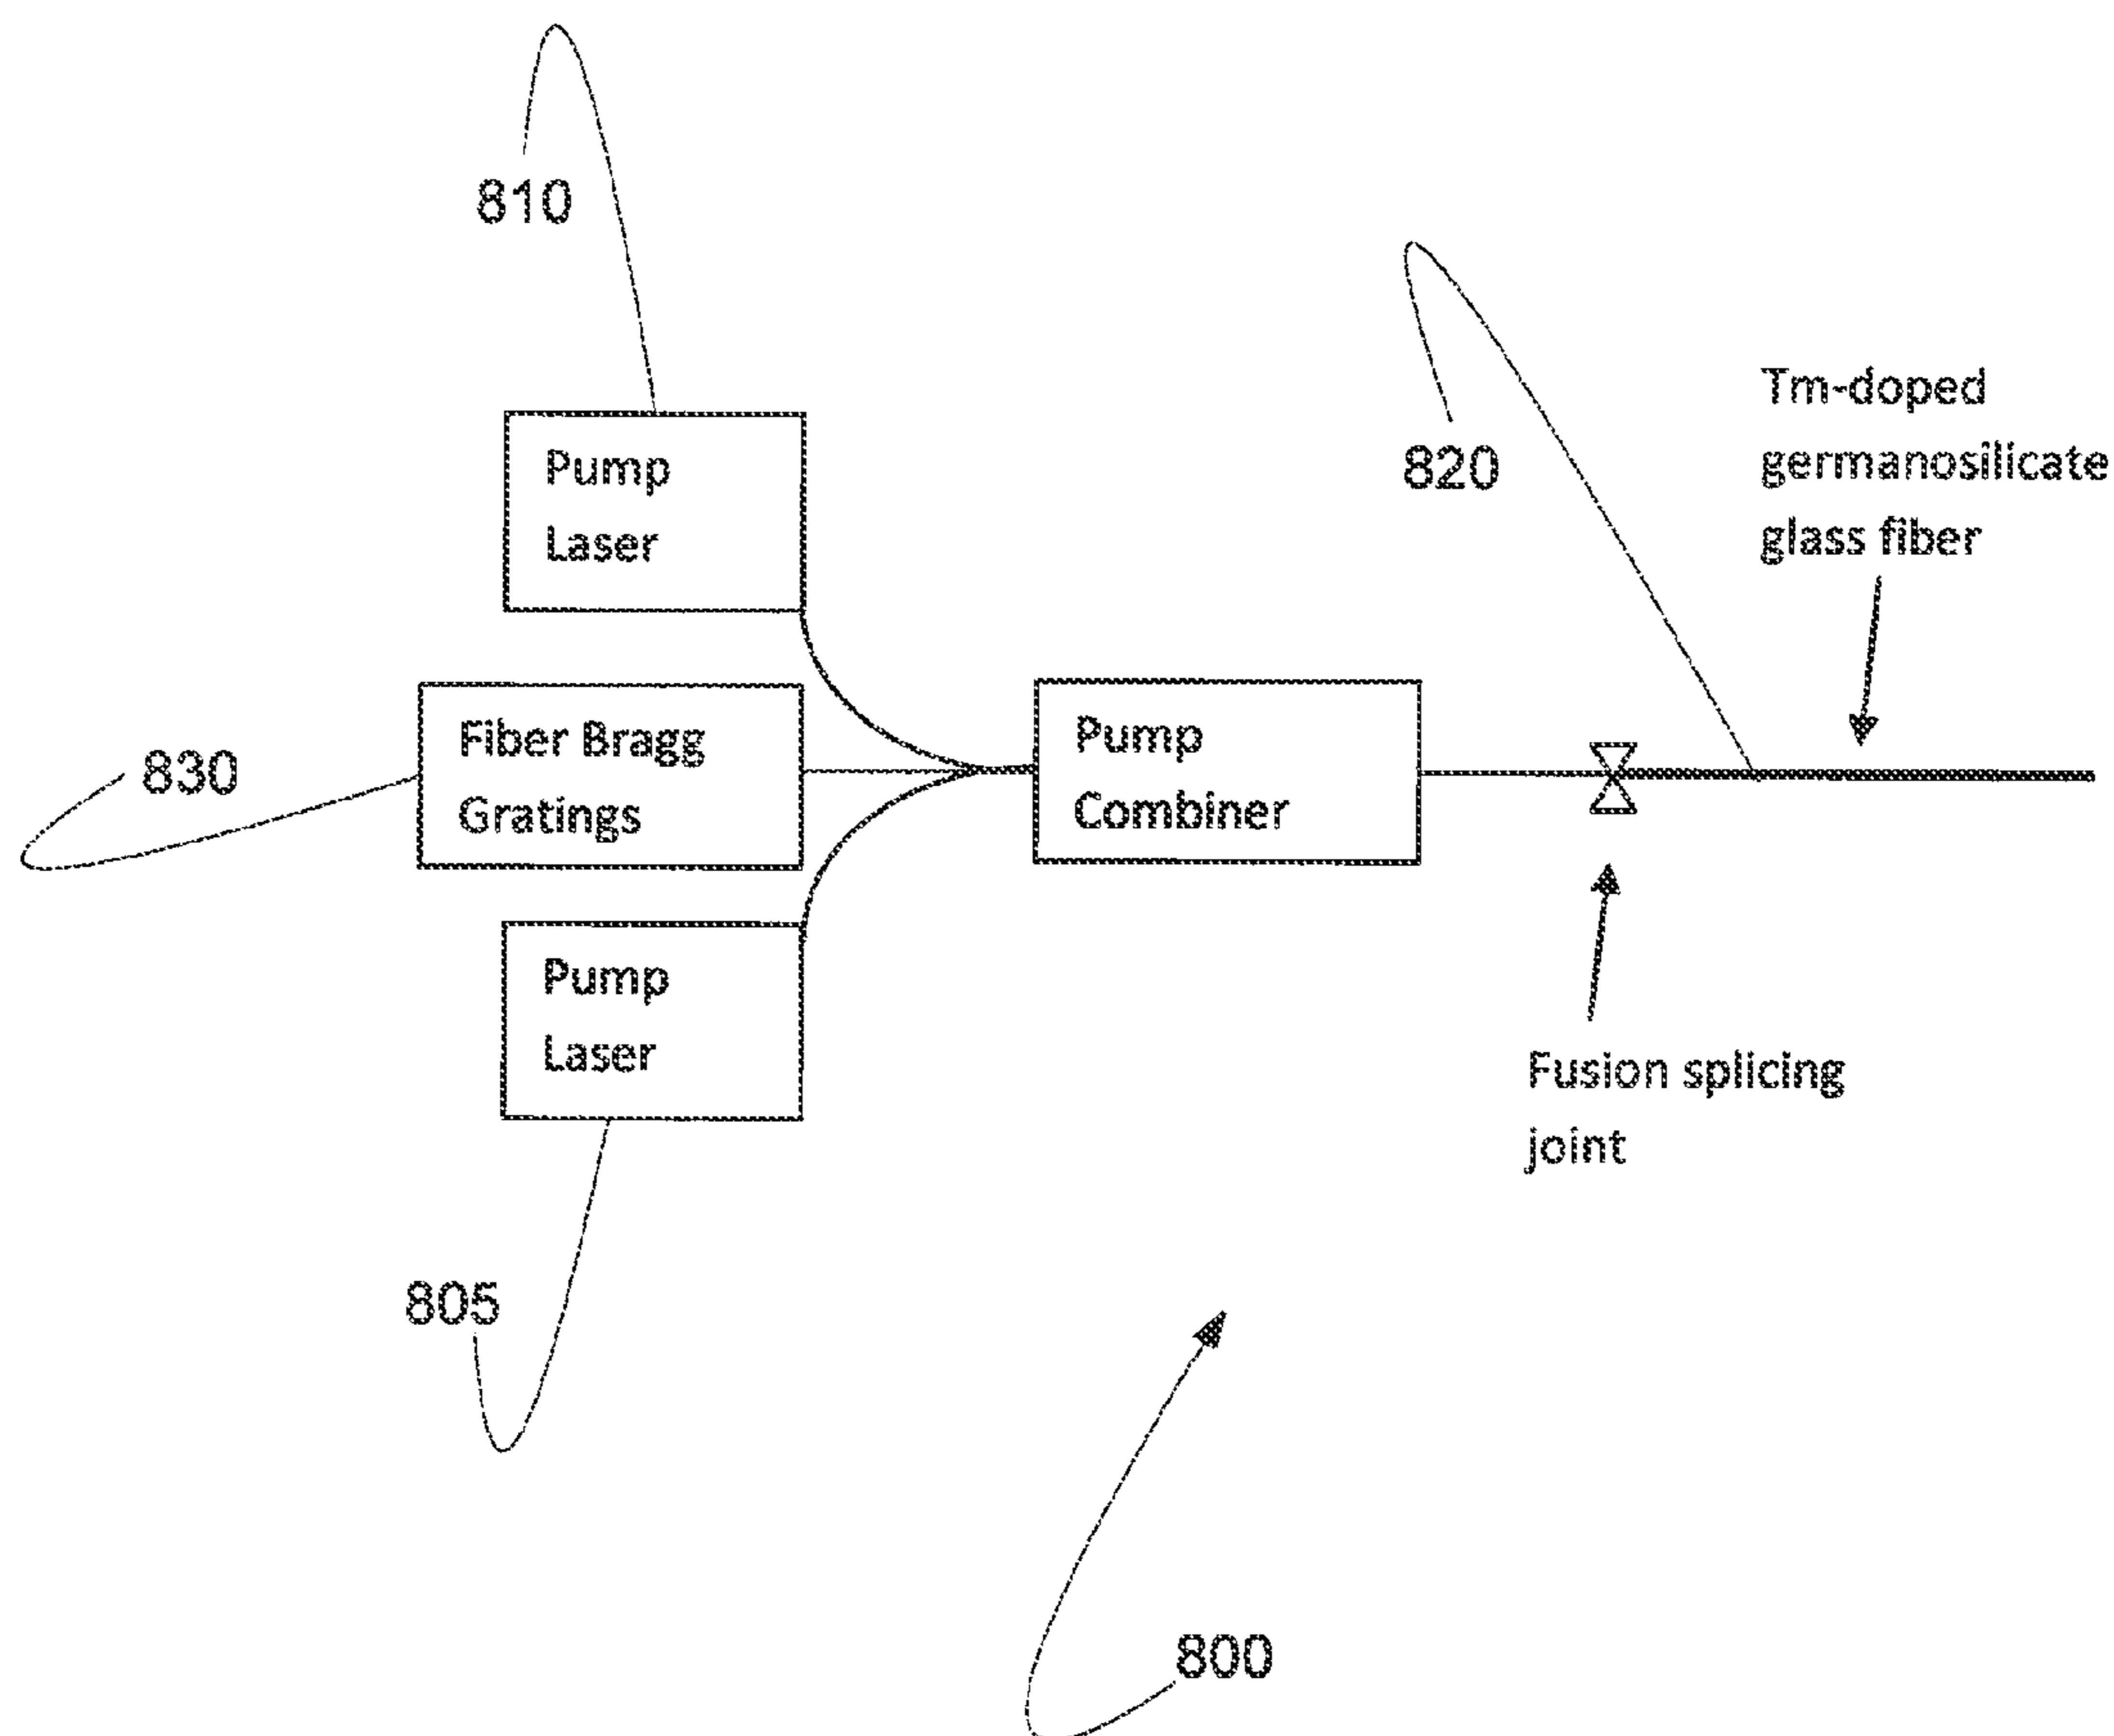 810
820
Tm-doped
germanosilicate
glass fiber
Pump
Laser
Fiber Bragg
Gratings
830
Pump
Combiner
Pump
Laser
Fusion splicing
joint
805
800